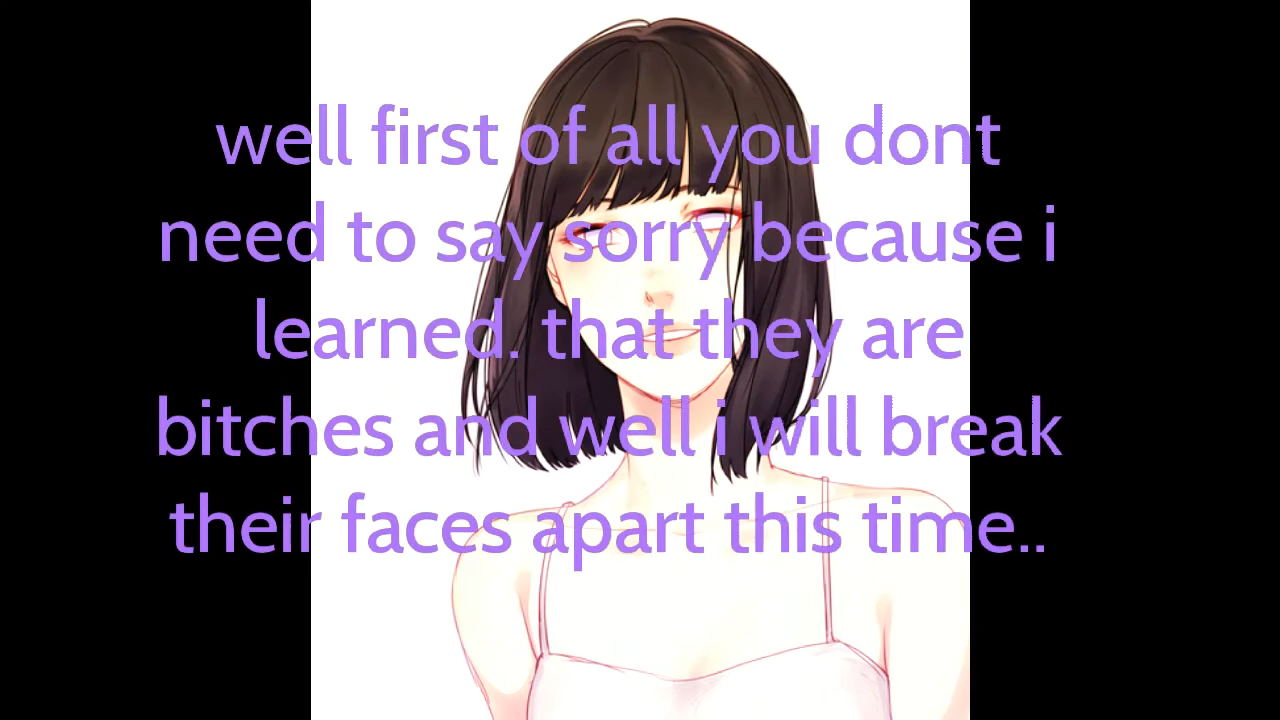 well first of all you dont
need to say sorry because i
learned. that they are
bitches and well i will break
their faces apart this time..